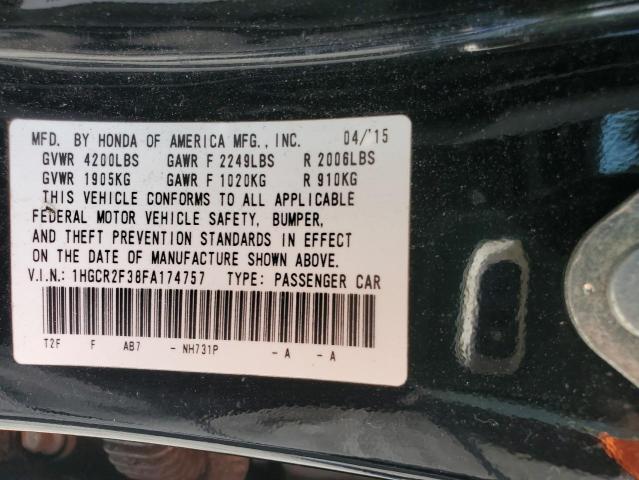 MFD. BY HONDA OF AMERICA MFG., INC. 04/'15
GVWR 4200LBS GAWR F 2249LBS R 2006LBS
GVWR 1905KG GAWR F 1020KG R 910KG
THIS VEHICLE CONFORMS TO ALL APPLICABLE
FEDERAL MOTOR VEHICLE SAFETY, BUMPER,
AND THEFT PREVENTION STANDARDS IN EFFECT
ON THE DATE OF MANUFACTURE SHOWN ABOVE.
V.I.N.: 1HGCR2F38FA174757 TYPE: PASSENGER CAR
T2F F AB7 - NH731P - A - A